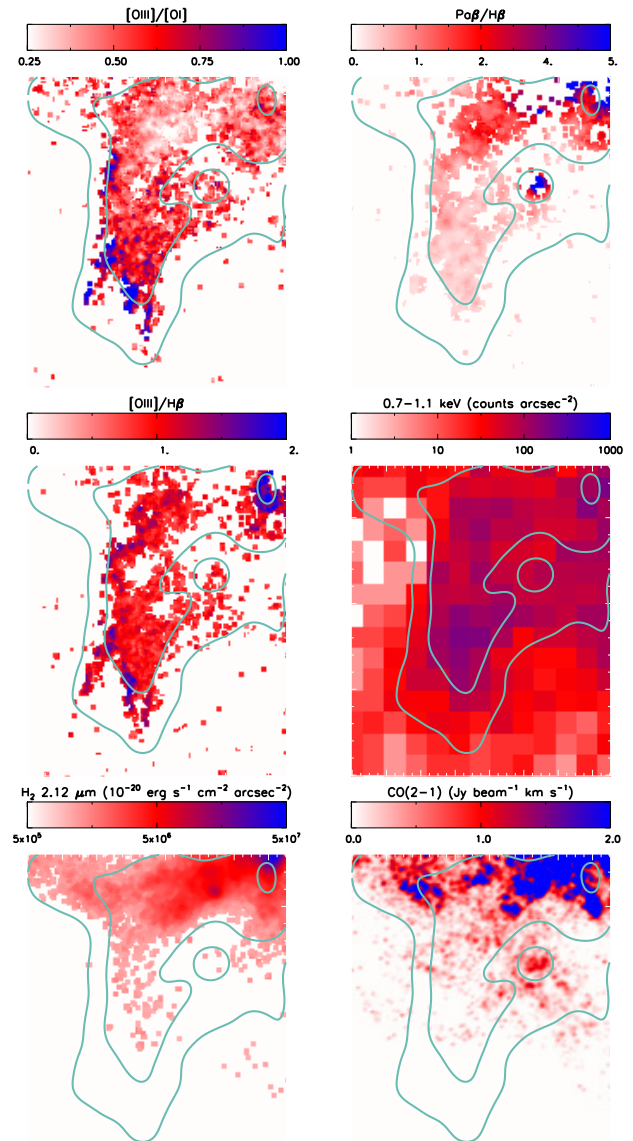 [OIII]/[OI]
0.25 0.50 0.75 1.00
Paβ/Hβ
0. 1. 2. 4. 5.
[OIII]/Hβ
0. 1. 2.
0.7−1.1 keV (counts arcsec⁻²)
1 10 100 1000
H₂ 2.12 μm (10⁻²⁰ erg s⁻¹ cm⁻² arcsec⁻²)
5×10⁵ 5×10⁶ 5×10⁷
CO(2−1) (Jy beam⁻¹ km s⁻¹)
0.0 1.0 2.0